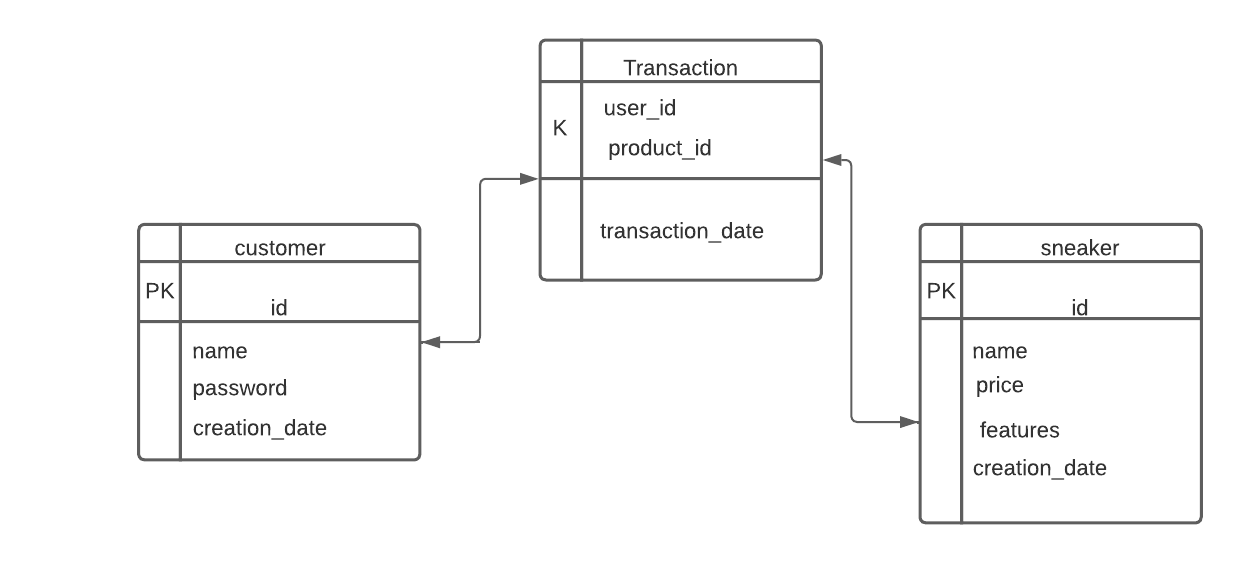 Transaction
K
user_id
product_id
transaction_date
customer
PK
id
name
password
creation_date
sneaker
PK
id
name
price
features
creation_date